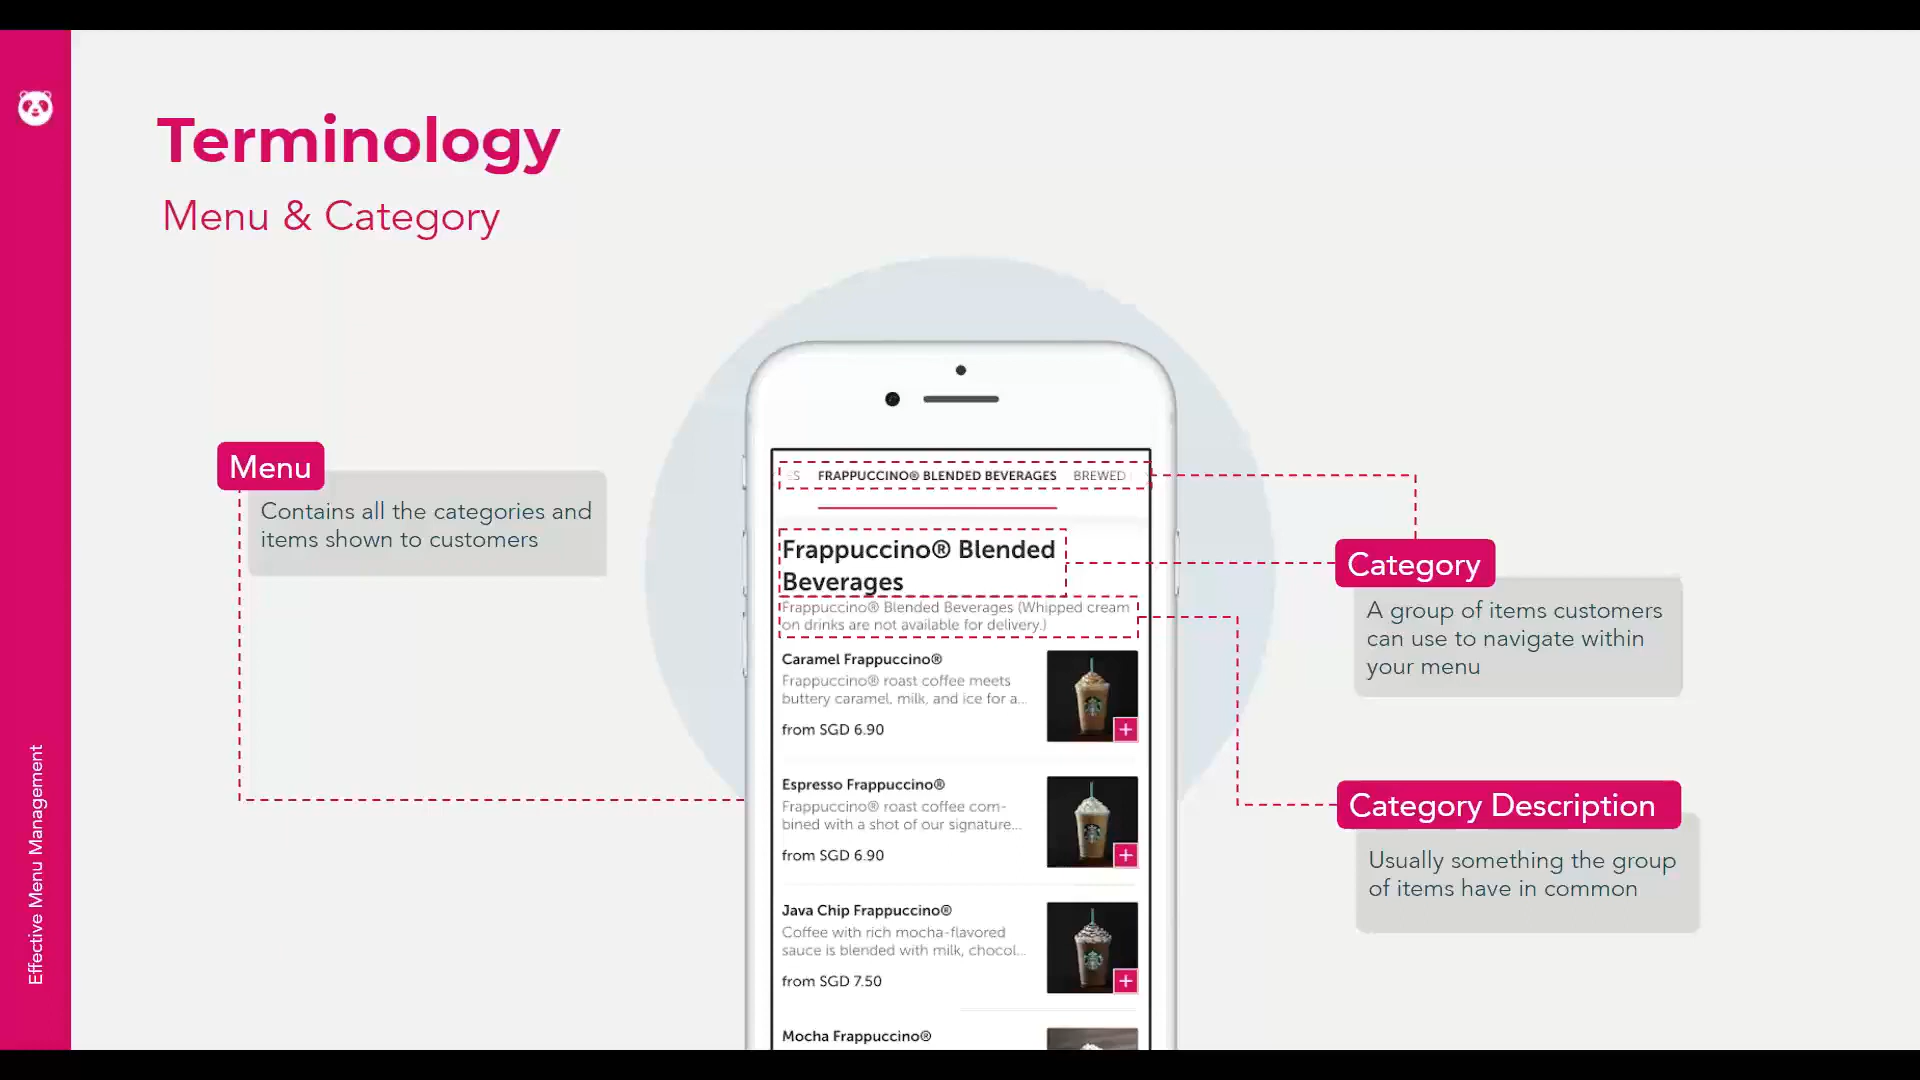 Terminology
Menu & Category
Menu
Contains all the categories and
items shown to customers
ES FRAPPUCCINO® BLENDED BEVERAGES BREWED
Frappuccino® Blended
Beverages
Frappuccino® Blended Beverages (Whipped cream
on drinks are not available for delivery.)
Caramel Frappuccino®
Frappuccino® roast coffee meets
buttery caramel, milk, and ice for a...
from SGD 6.90
Espresso Frappuccino®
Frappuccino® roast coffee com-
bined with a shot of our signature...
from SGD 6.90
Java Chip Frappuccino®
Coffee with rich mocha-flavored
sauce is blended with milk, chocol...
from SGD 7.50
Mocha Frappuccino®
Category
A group of items customers
can use to navigate within
your menu
Category Description
Usually something the group
of items have in common
Effective Menu Management